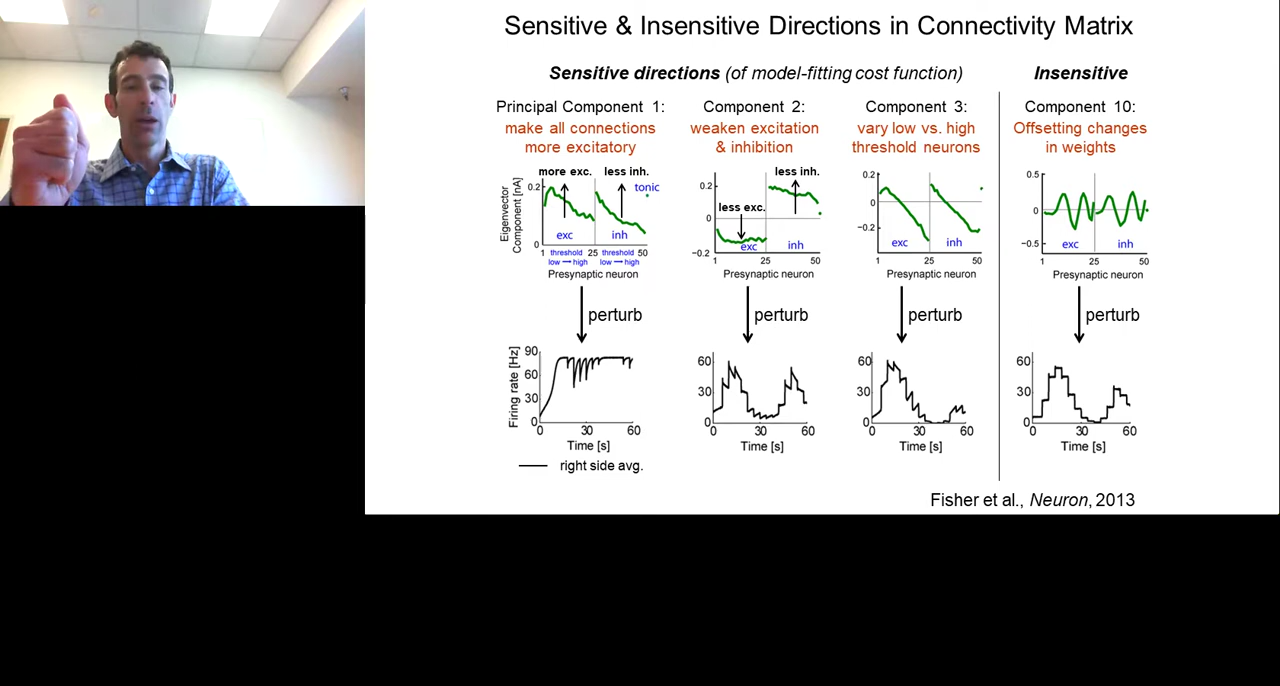 Sensitive & Insensitive Directions in Connectivity Matrix
Sensitive directions (of model-fitting cost function)
Insensitive
Principal Component 1:
make all connections
more excitatory
Component 2:
weaken excitation
& inhibition
Component 3:
vary low vs. high
threshold neurons
Component 10:
Offsetting changes
in weights
Eigenvector
Component [nA]
0.2
0
more exc.
less inh.
tonic
exc
inh
threshold
low → high
threshold
low → high
1
25
50
Presynaptic neuron
0.2
0
−0.2
less exc.
less inh.
exc
inh
1
25
50
Presynaptic neuron
0.2
0
−0.2
exc
inh
1
25
50
Presynaptic neuron
0.5
0
−0.5
exc
inh
1
25
50
Presynaptic neuron
perturb
perturb
perturb
perturb
Firing rate [Hz]
90
60
30
0
0
30
60
Time [s]
right side avg.
60
30
0
0
30
60
Time [s]
60
30
0
0
30
60
Time [s]
60
30
0
0
30
60
Time [s]
Fisher et al., Neuron, 2013